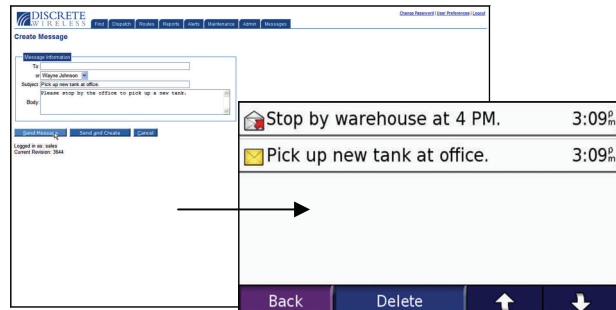 DISCRETE
WIRELESS
Find Dispatch Routes Reports Alerts Maintenance Admin Messages
Change Password | User Preferences | Logout
Create Message
Message Information
To:
or Wayne Johnson
Subject: Pick up new tank at office.
Please stop by the office to pick up a new tank.
Body:
Send Message Send and Create Cancel
Logged in as: sales
Current Revision: 3644
Stop by warehouse at 4 PM. 3:09pm
Pick up new tank at office. 3:09pm
Back Delete